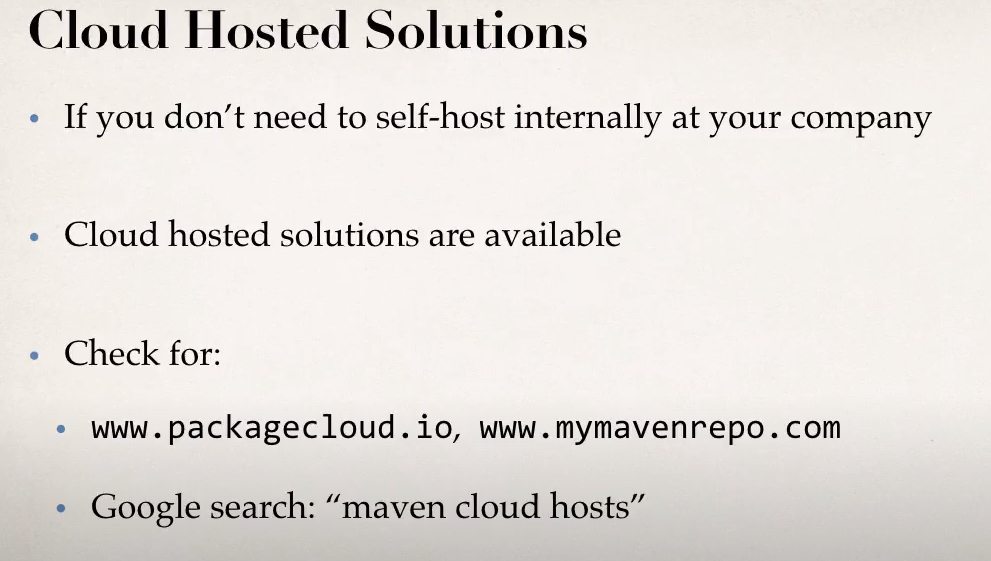 Cloud Hosted Solutions
• If you don’t need to self-host internally at your company
• Cloud hosted solutions are available
• Check for:
• www.packagecloud.io, www.mymavenrepo.com
• Google search: “maven cloud hosts”